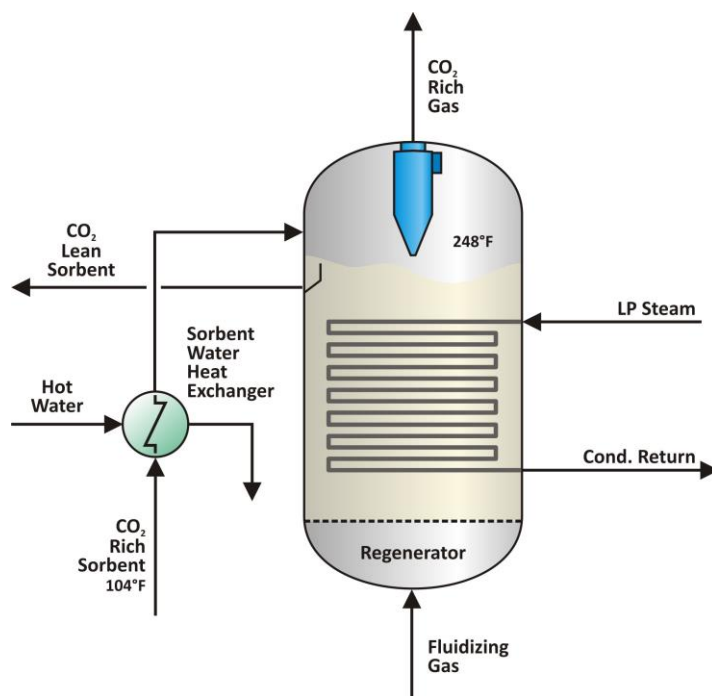 CO₂
Rich
Gas
248°F
CO₂
Lean
Sorbent
LP Steam
Sorbent
Water
Heat
Exchanger
Hot
Water
Cond. Return
CO₂
Rich
Sorbent
104°F
Regenerator
Fluidizing
Gas